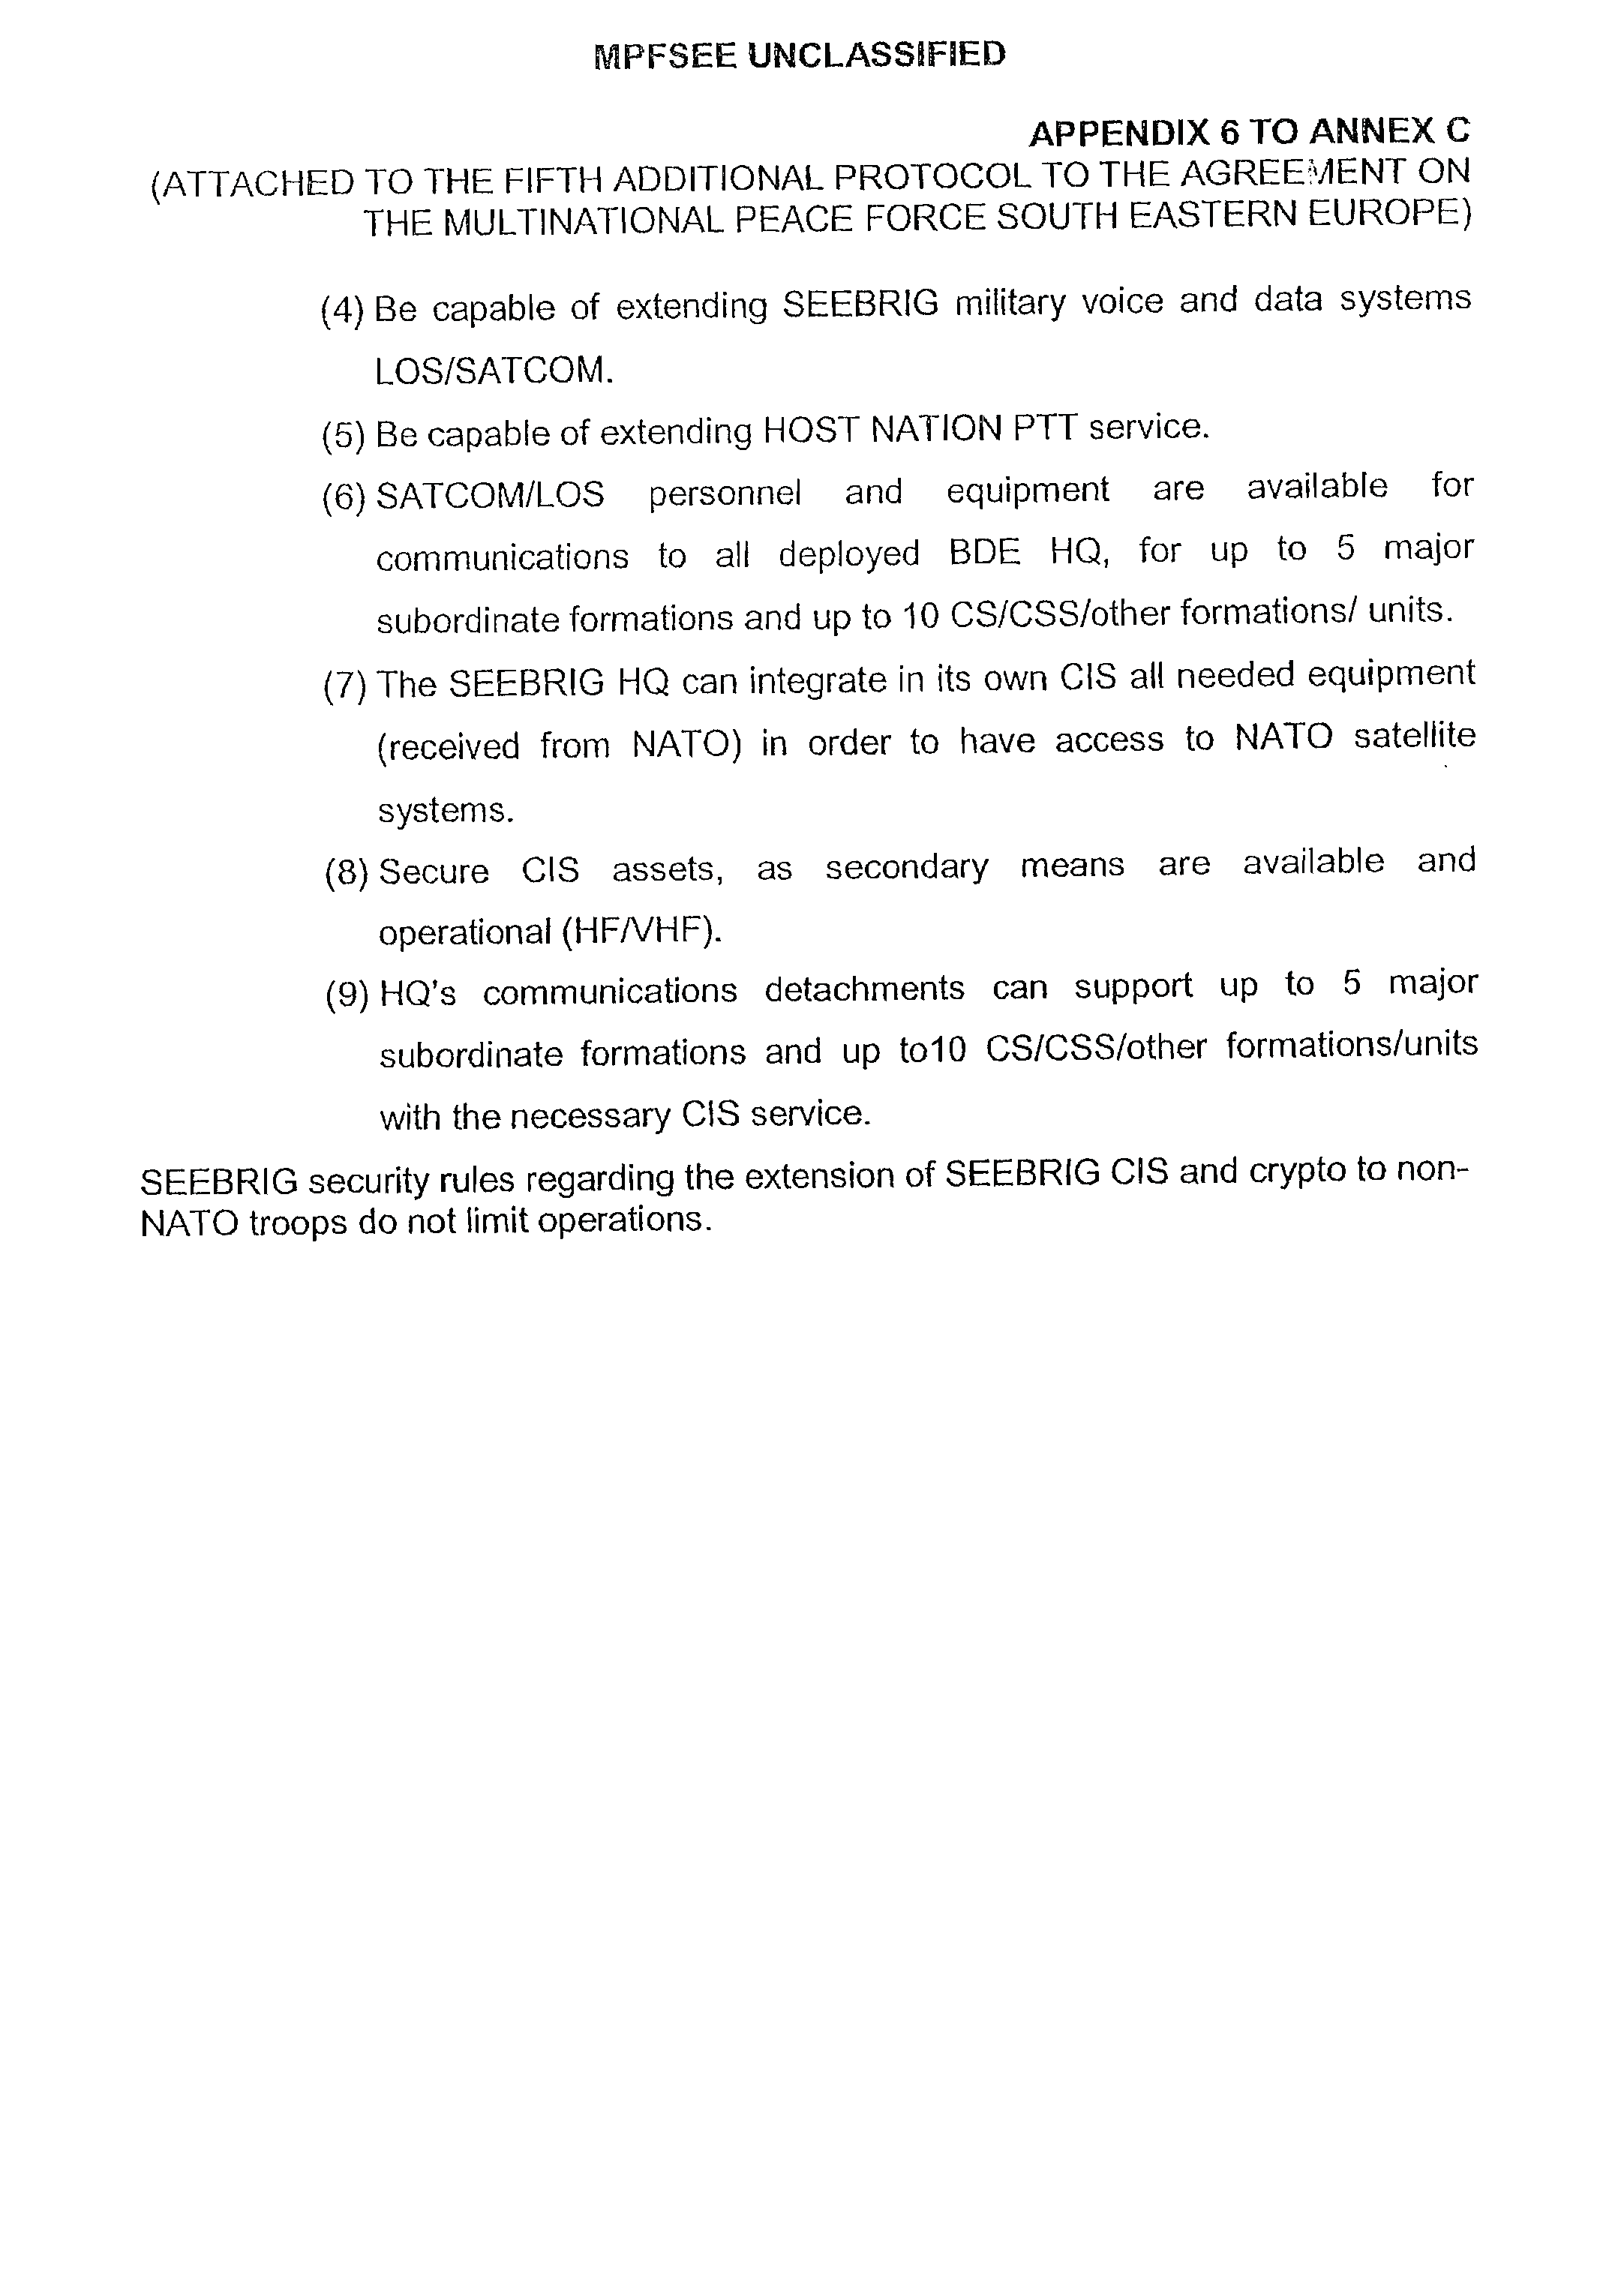 MPFSEE UNCLASSIFIED
APPENDIX 6 TO ANNEX C
(ATTACHED TO THE FIFTH ADDITIONAL PROTOCOL TO THE AGREEMENT ON
THE MULTINATIONAL PEACE FORCE SOUTH EASTERN EUROPE)
(4) Be capable of extending SEEBRIG military voice and data systems
LOS/SATCOM.
(5) Be capable of extending HOST NATION PTT service.
(6) SATCOM/LOS personnel and equipment are available for
communications to all deployed BDE HQ, for up to 5 major
subordinate formations and up to 10 CS/CSS/other formations/ units.
(7) The SEEBRIG HQ can integrate in its own CIS all needed equipment
(received from NATO) in order to have access to NATO satellite
systems.
(8) Secure CIS assets, as secondary means are available and
operational (HF/VHF).
(9) HQ's communications detachments can support up to 5 major
subordinate formations and up to10 CS/CSS/other formations/units
with the necessary CIS service.
SEEBRIG security rules regarding the extension of SEEBRIG CIS and crypto to non-
NATO troops do not limit operations.